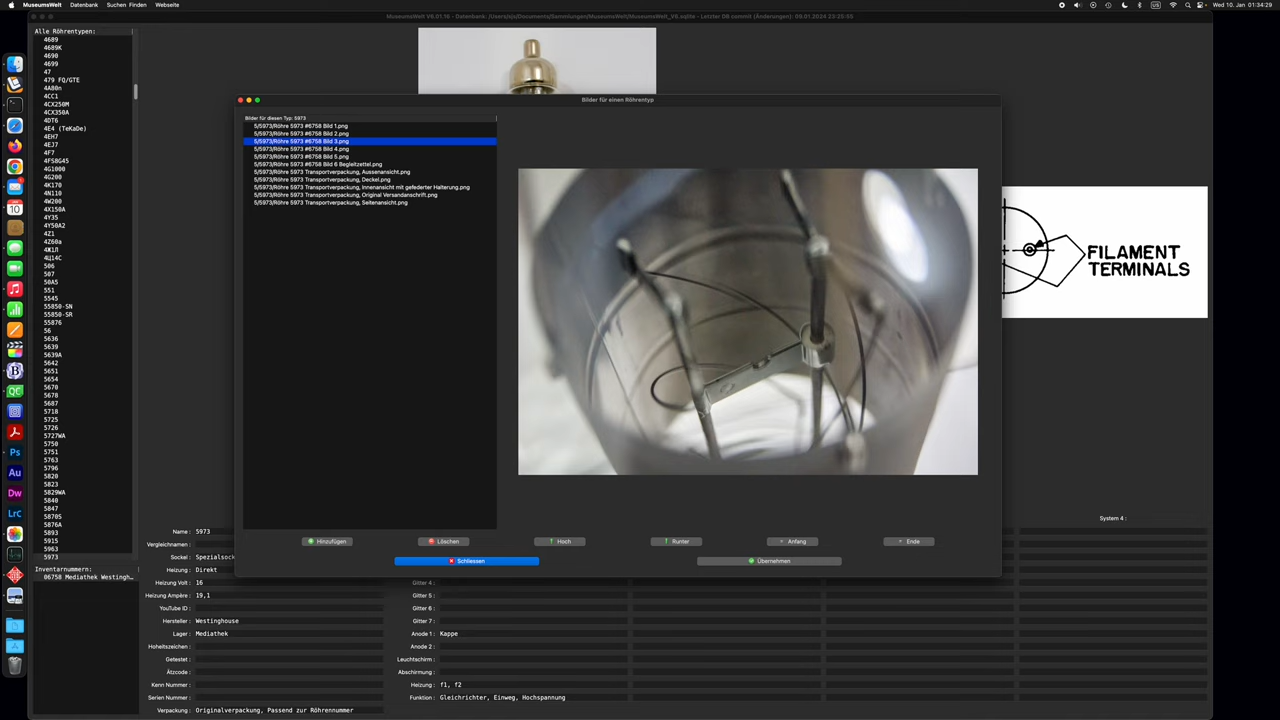 MuseumsWelt Datenbank Suchen Finden Webseite
US Wed 10. Jan 01:34:29
Alle Röhrentypen:
4689
4689K
4690
4699
47
479 FQ/GTE
4A80n
4CC1
4CX250M
4CX350A
4DT6
4E4 (TeKaDe)
4EH7
4EJ7
4F7
4FS8G45
4G1000
4G200
4K170
4N110
4W200
4X150A
4Y35
4Y50A2
4Z1
4Z60a
4Ж1Л
4Ц14С
506
507
50A5
551
5545
55850-SN
55850-SR
55876
56
5636
5639
5639A
5642
5651
5654
5670
5678
5687
5718
5725
5726
5727WA
5750
5751
5763
5796
5820
5823
5829WA
5840
5847
5876A
5893
5915
5963
5973
Inventarnummern:
06758 Mediathek Westingh…
Bilder für einen Röhrentyp
Bilder für diesen Typ: 5973
5/5973/Röhre 5973 #6758 Bild 1.png
5/5973/Röhre 5973 #6758 Bild 2.png
5/5973/Röhre 5973 #6758 Bild 3.png
5/5973/Röhre 5973 #6758 Bild 4.png
5/5973/Röhre 5973 #6758 Bild 5.png
5/5973/Röhre 5973 #6758 Bild 6 Begleitzettel.png
5/5973/Röhre 5973 Transportverpackung, Aussenansicht.png
5/5973/Röhre 5973 Transportverpackung, Deckel.png
5/5973/Röhre 5973 Transportverpackung, Innenansicht mit gefederter Halterung.png
5/5973/Röhre 5973 Transportverpackung, Original Versandanschrift.png
5/5973/Röhre 5973 Transportverpackung, Seitenansicht.png
FILAMENT
TERMINALS
Hinzufügen Löschen Hoch Runter Anfang Ende
Schliessen Übernehmen
System 4 :
Name : 5973
Vergleichnamen :
Sockel : Spezialsock
Heizung : Direkt
Heizung Volt : 16
Heizung Ampère : 19,1
YouTube ID :
Hersteller : Westinghouse
Lager : Mediathek
Hoheitszeichen :
Getestet :
Ätzcode :
Kenn Nummer :
Serien Nummer :
Verpackung : Originalverpackung, Passend zur Röhrennummer
Gitter 4 :
Gitter 5 :
Gitter 6 :
Gitter 7 :
Anode 1 : Kappe
Anode 2 :
Leuchtschirm :
Abschirmung :
Heizung : f1, f2
Funktion : Gleichrichter, Einweg, Hochspannung